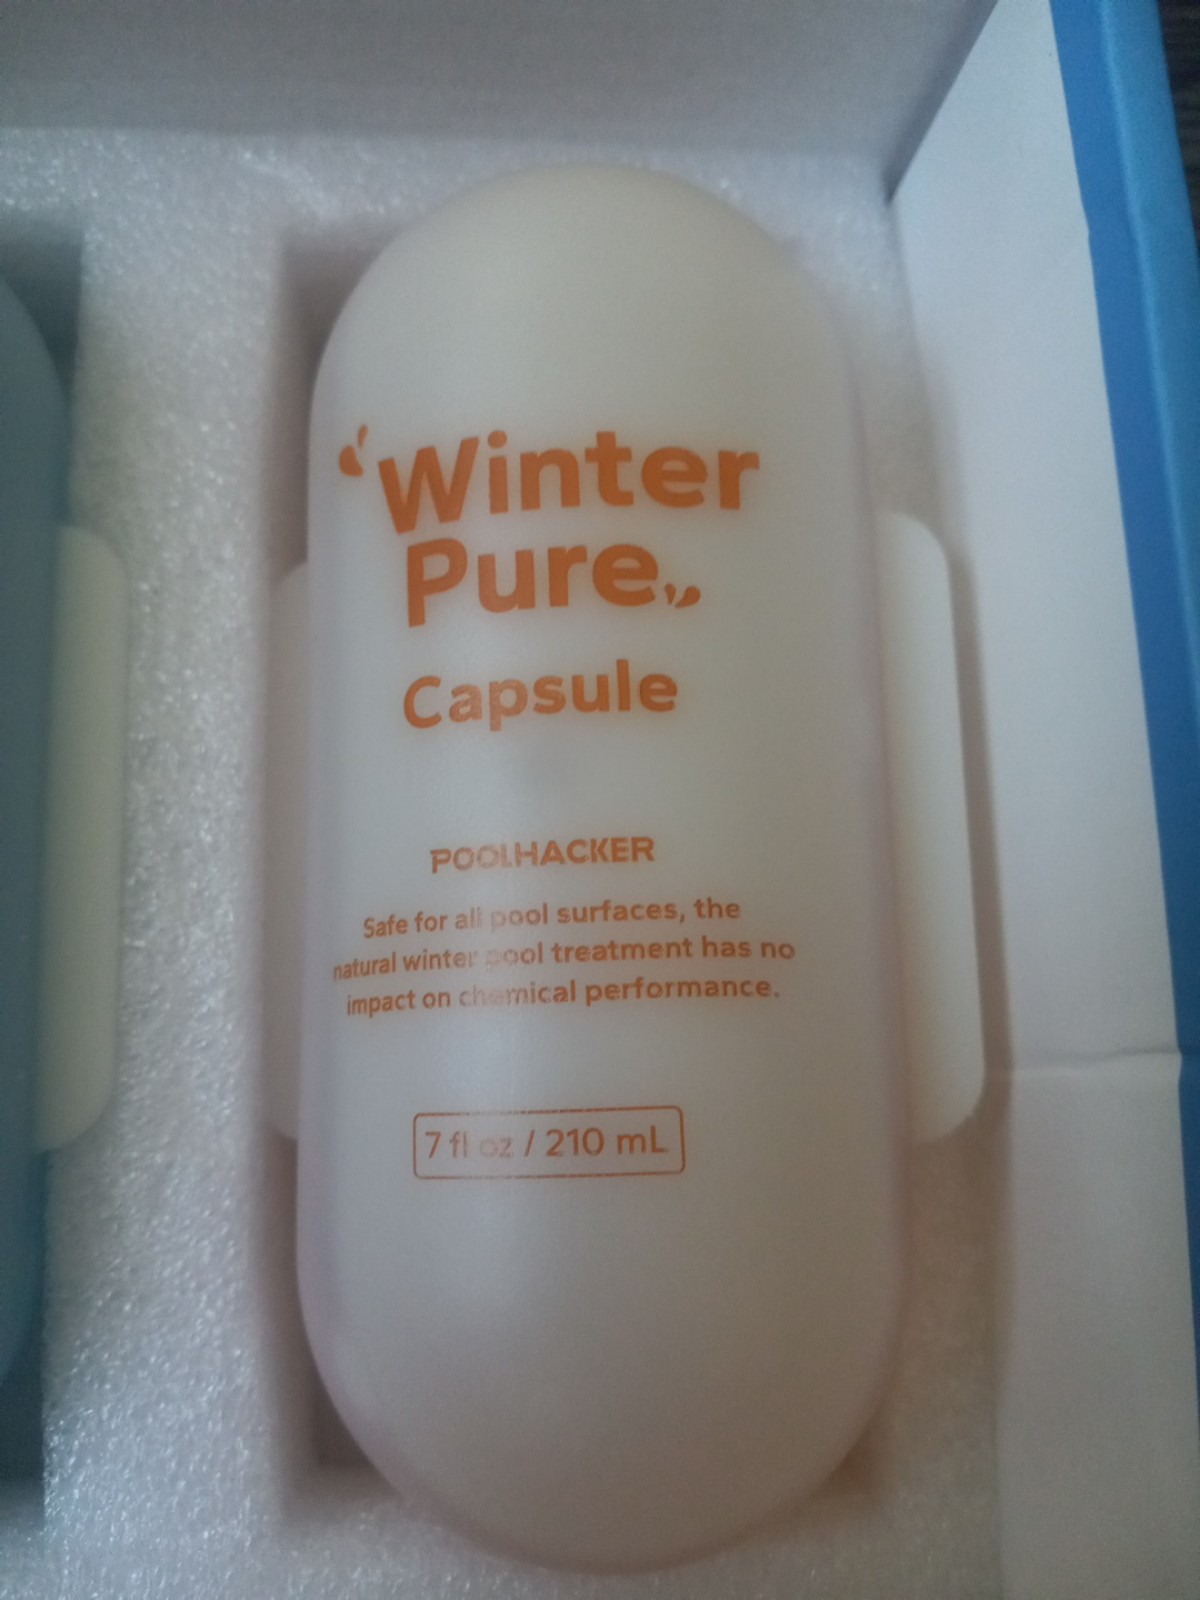 Winter
Pure
Capsule
POOLHACKER
Safe for all pool surfaces, the
natural winter pool treatment has no
impact on chemical performance.
7 fl oz / 210 mL